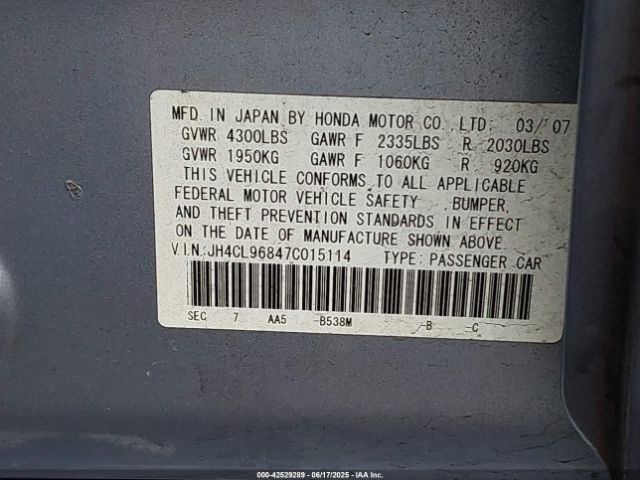 MFD. IN JAPAN BY HONDA MOTOR CO., LTD; 03/'07
GVWR 4300LBS GAWR F 2335LBS R 2030LBS
GVWR 1950KG GAWR F 1060KG R 920KG
THIS VEHICLE CONFORMS TO ALL APPLICABLE
FEDERAL MOTOR VEHICLE SAFETY , BUMPER,
AND THEFT PREVENTION STANDARDS IN EFFECT
ON THE DATE OF MANUFACTURE SHOWN ABOVE.
V.I.N: JH4CL96847C015114 TYPE: PASSENGER CAR
SEC 7 AA5 -B538M -B -C
000-42529289 - 06/17/2025 - IAA Inc.